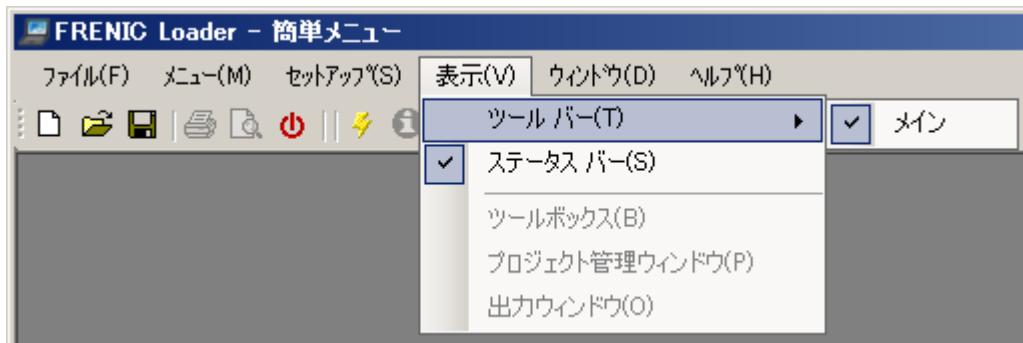 FRENIC Loader - 簡単メニュー
ﾌｧｲﾙ(F) ﾒﾆｭｰ(M) ｾｯﾄｱｯﾌﾟ(S) 表示(V) ｳｨﾝﾄﾞｳ(D) ﾍﾙﾌﾟ(H)
ツール バー(T) メイン
ステータス バー(S)
ツールボックス(B)
プロジェクト管理ウィンドウ(P)
出力ウィンドウ(O)